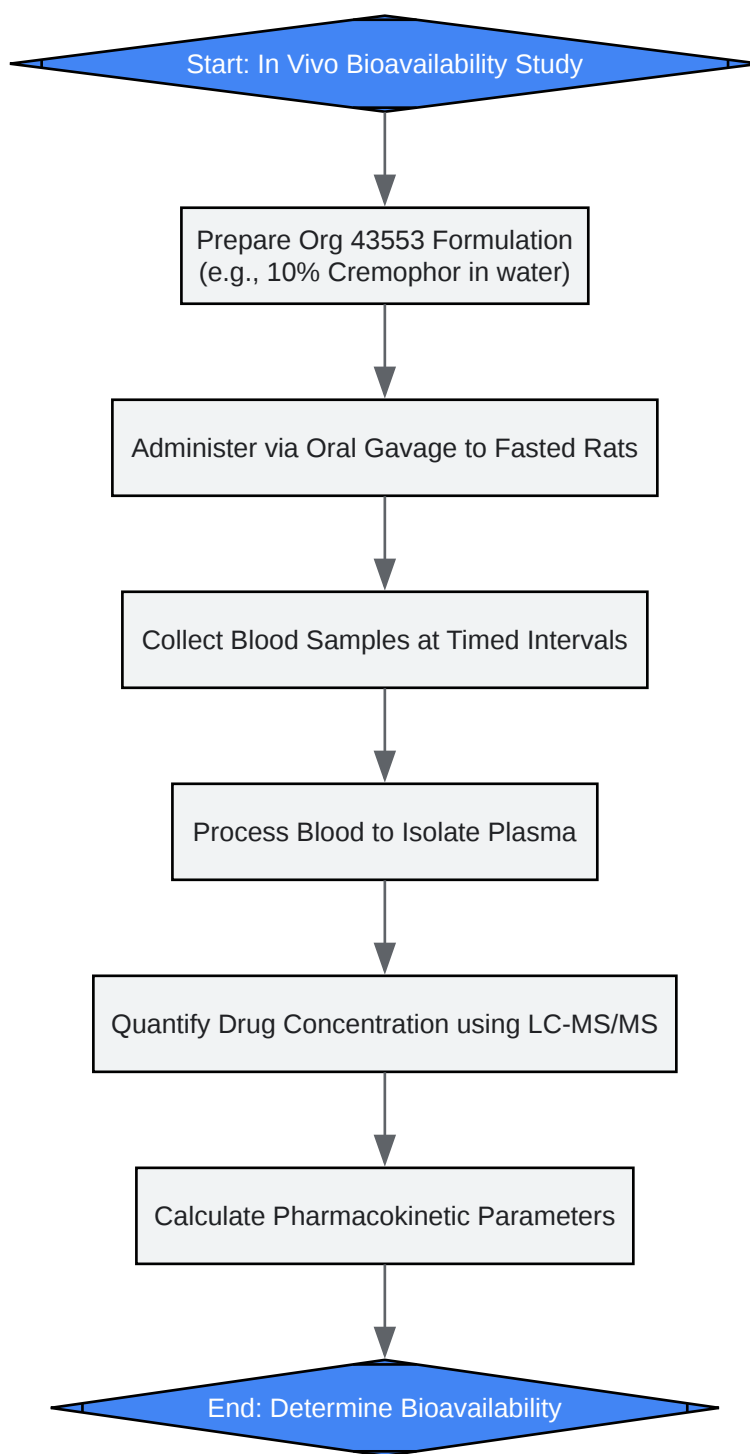 Start: In Vivo Bioavailability Study
Prepare Org 43553 Formulation
(e.g., 10% Cremophor in water)
Administer via Oral Gavage to Fasted Rats
Collect Blood Samples at Timed Intervals
Process Blood to Isolate Plasma
Quantify Drug Concentration using LC-MS/MS
Calculate Pharmacokinetic Parameters
End: Determine Bioavailability